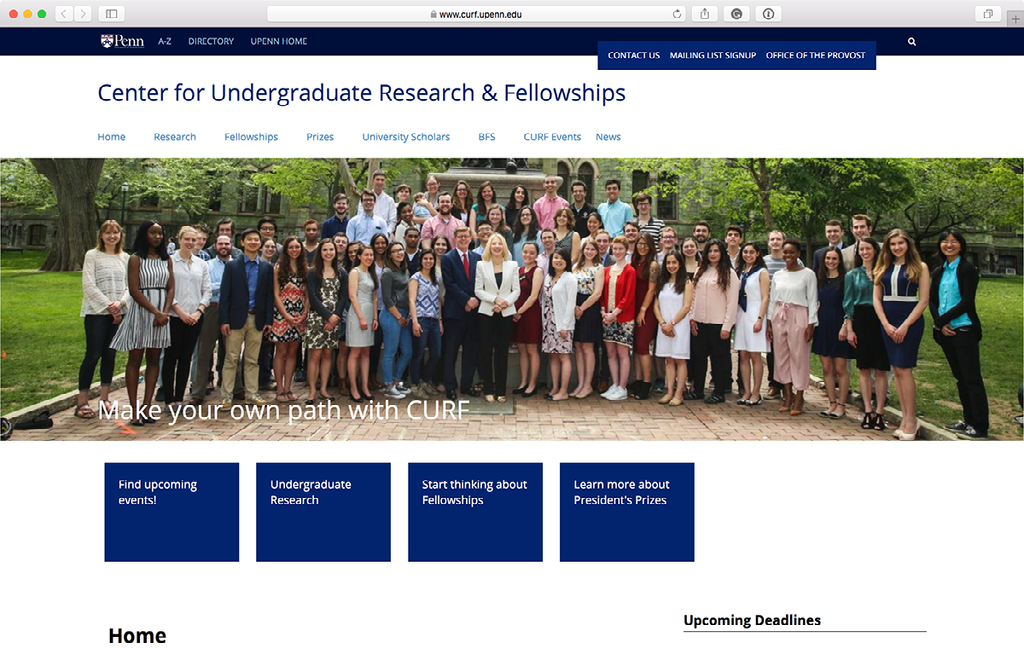 www.curf.upenn.edu
Penn A-Z DIRECTORY UPENN HOME
CONTACT US MAILING LIST SIGNUP OFFICE OF THE PROVOST
Center for Undergraduate Research & Fellowships
Home Research Fellowships Prizes University Scholars BFS CURF Events News
Make your own path with CURF
Find upcoming
events!
Undergraduate
Research
Start thinking about
Fellowships
Learn more about
President's Prizes
Upcoming Deadlines
Home